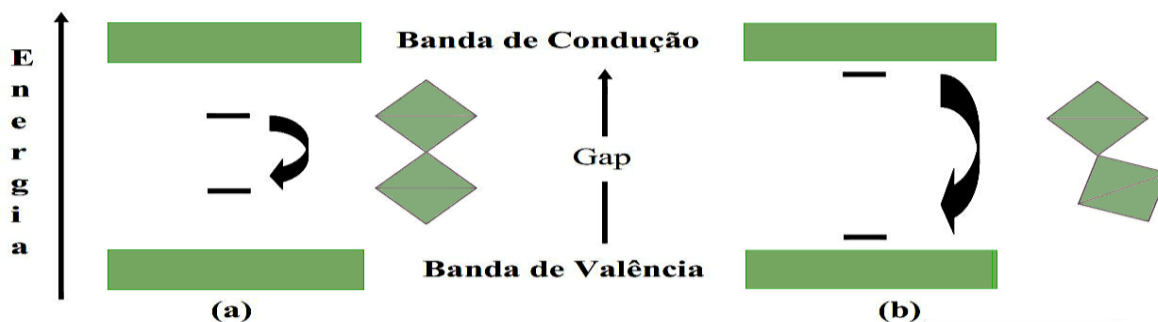 Energia
Banda de Condução
Gap
Banda de Valência
(a)
(b)